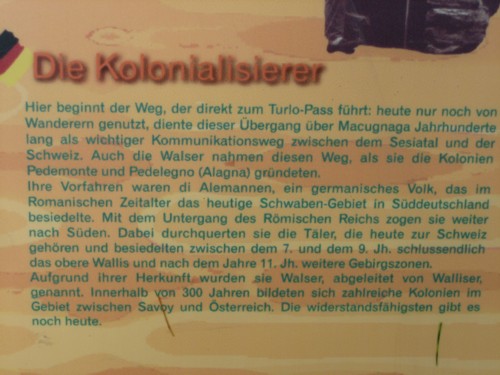 Die Kolonialisierer
Hier beginnt der Weg, der direkt zum Turlo-Pass führt: heute nur noch von
Wanderern genutzt, diente dieser Übergang über Macugnaga Jahrhunderte
lang als wichtiger Kommunikationsweg zwischen dem Sesiatal und der
Schweiz. Auch die Walser nahmen diesen Weg, als sie die Kolonien
Pedemonte und Pedelegno (Alagna) gründeten.
Ihre Vorfahren waren di Alemannen, ein germanisches Volk, das im
Romanischen Zeitalter das heutige Schwaben-Gebiet in Süddeutschland
besiedelte. Mit dem Untergang des Römischen Reichs zogen sie weiter
nach Süden. Dabei durchquerten sie die Täler, die heute zur Schweiz
gehören und besiedelten zwischen dem 7. und dem 9. Jh. schlussendlich
das obere Wallis und nach dem Jahre 11. Jh. weitere Gebirgszonen.
Aufgrund ihrer Herkunft wurden sie Walser, abgeleitet von Walliser,
genannt. Innerhalb von 300 Jahren bildeten sich zahlreiche Kolonien im
Gebiet zwischen Savoy und Österreich. Die widerstandsfähigsten gibt es
noch heute.